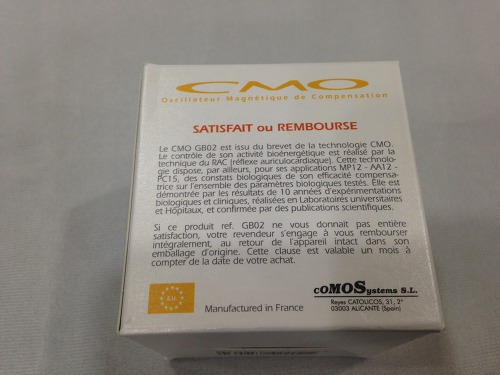 CMO
Oscillateur Magnétique de Compensation
SATISFAIT ou REMBOURSE
Le CMO GB02 est issu du brevet de la technologie CMO.
Le contrôle de son activité bioénergétique est réalisé par la
technique du RAC (réflexe auriculocardiaque). Cette technolo-
gie dispose, par ailleurs, pour ses applications MP12 - AA12 -
PC15, des constats biologiques de son efficacité compensa-
trice sur l'ensemble des paramètres biologiques testés. Elle est
démontrée par les résultats de 10 années d'expérimentations
biologiques et cliniques, réalisées en Laboratoires universitaires
et Hôpitaux, et confirmée par des publications scientifiques.
Si ce produit ref. GB02 ne vous donnait pas entière
satisfaction, votre revendeur s'engage à vous rembourser
intégralement, au retour de l'appareil intact dans son
emballage d'origine. Cette clause est valable un mois à
compter de la date de votre achat.
E.U.
Manufactured in France
COMOSystems S.L.
Reyes CATOLICOS, 31, 2°
03003 ALICANTE (Spain)